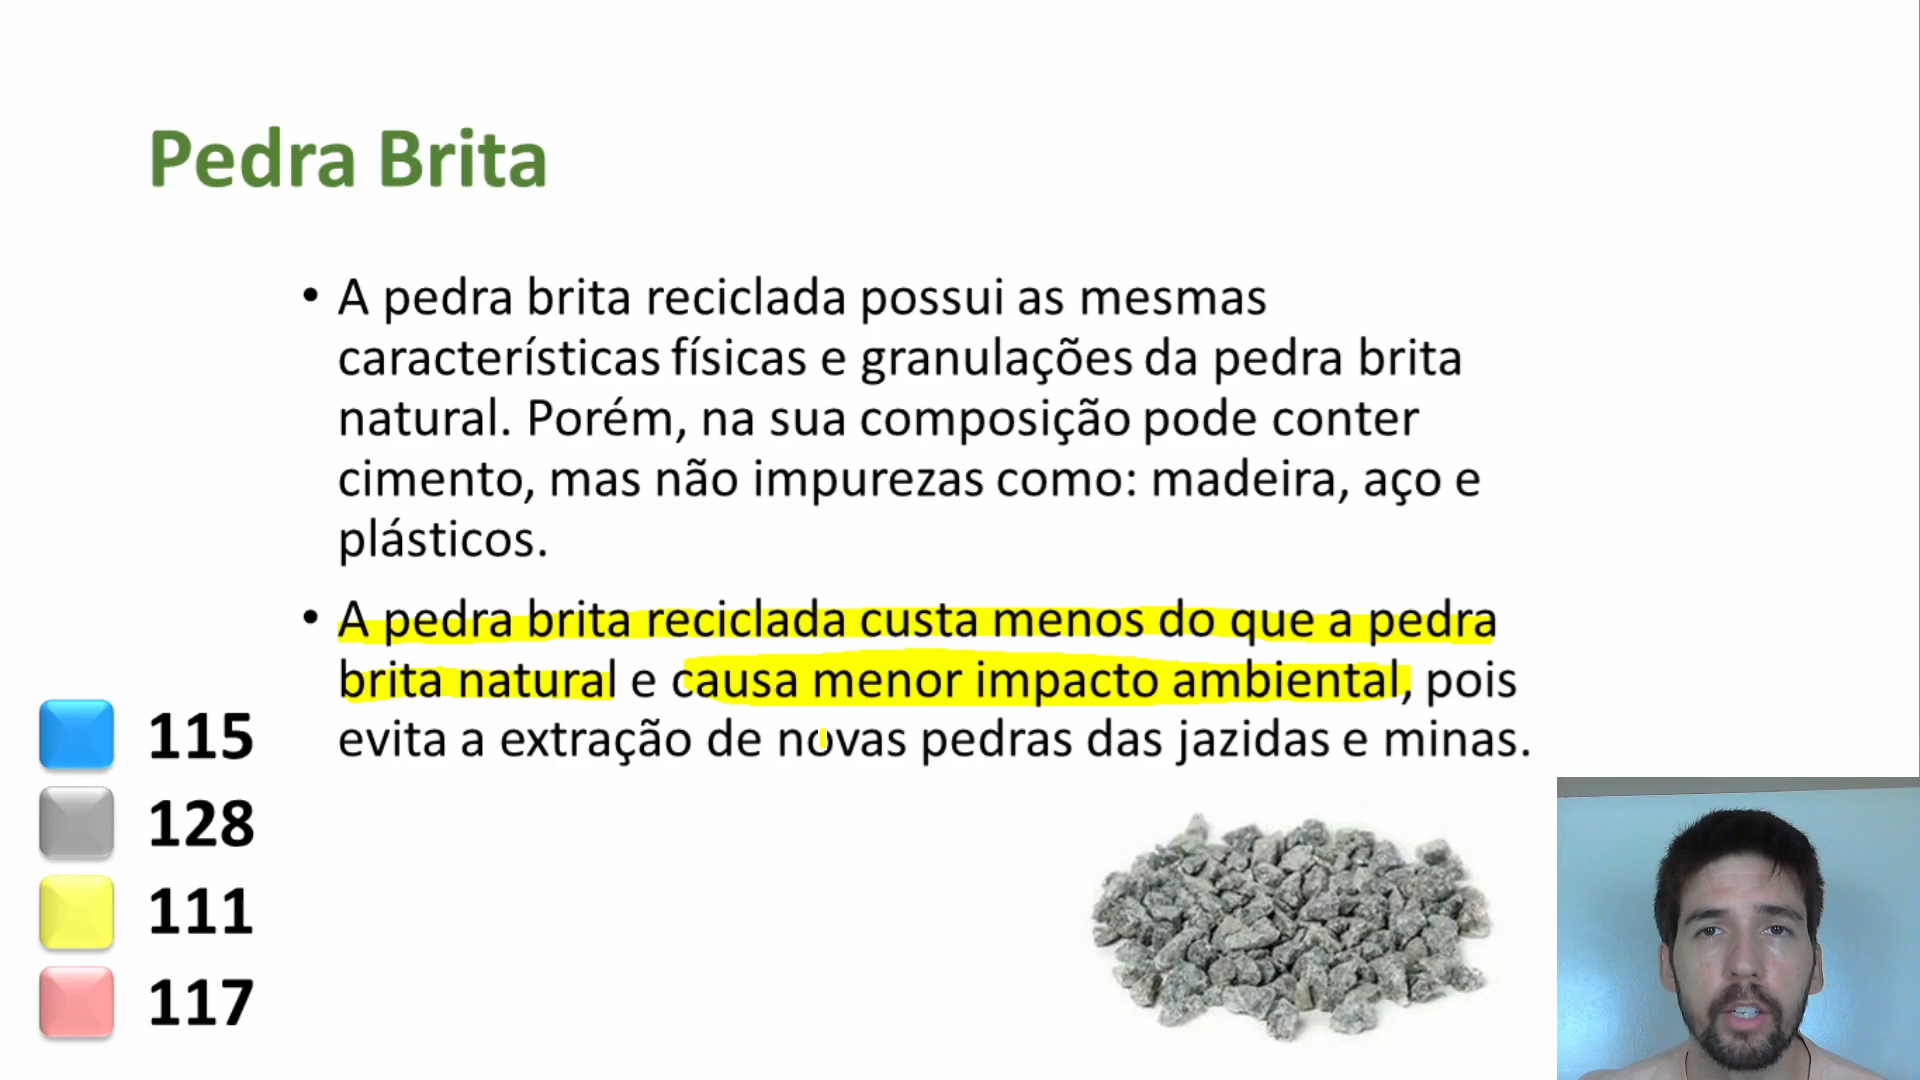 Pedra Brita
• A pedra brita reciclada possui as mesmas
características físicas e granulações da pedra brita
natural. Porém, na sua composição pode conter
cimento, mas não impurezas como: madeira, aço e
plásticos.
• A pedra brita reciclada custa menos do que a pedra
brita natural e causa menor impacto ambiental, pois
evita a extração de novas pedras das jazidas e minas.
115
128
111
117